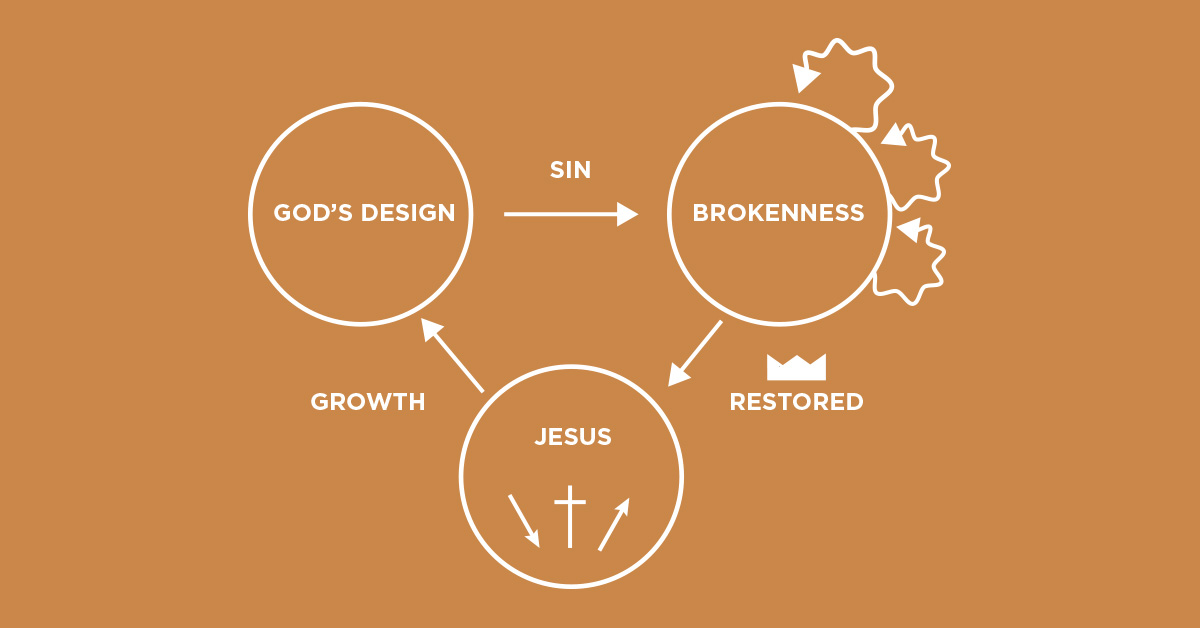 SIN
GOD’S DESIGN
BROKENNESS
GROWTH
RESTORED
JESUS